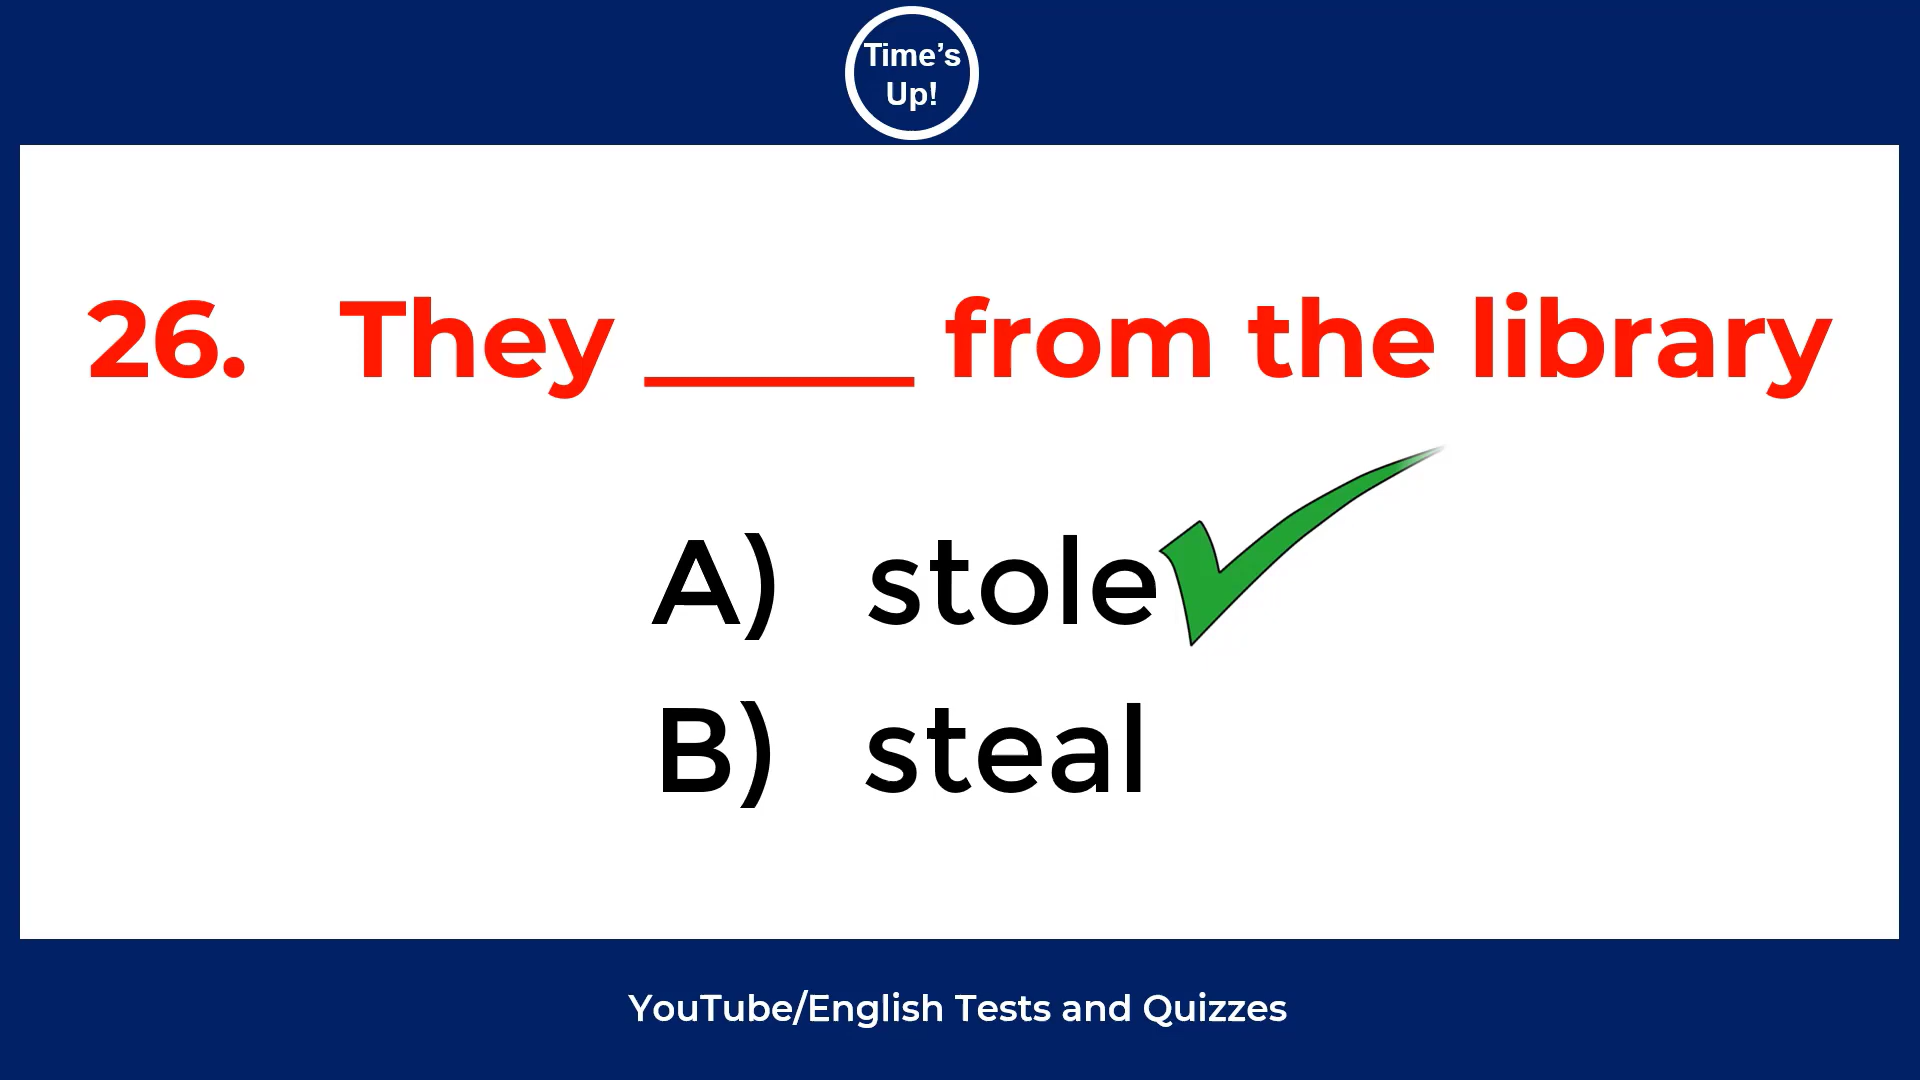 Time’s
Up!
26. They _____ from the library
A) stole
B) steal
YouTube/English Tests and Quizzes